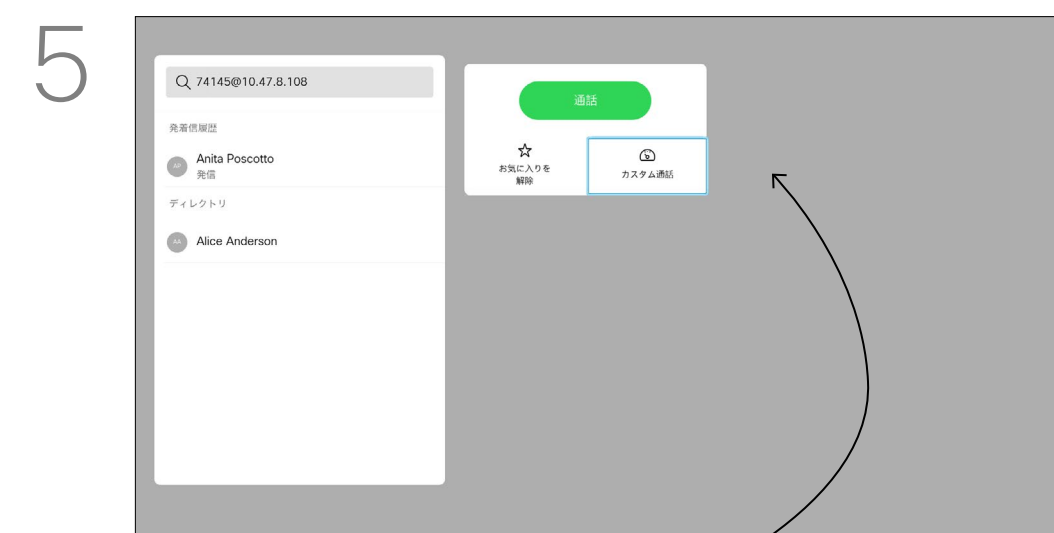 5
74145@10.47.8.108
発着信履歴
AP
Anita Poscotto
発信
ディレクトリ
AA
Alice Anderson
通話
お気に入りを
解除
カスタム通話